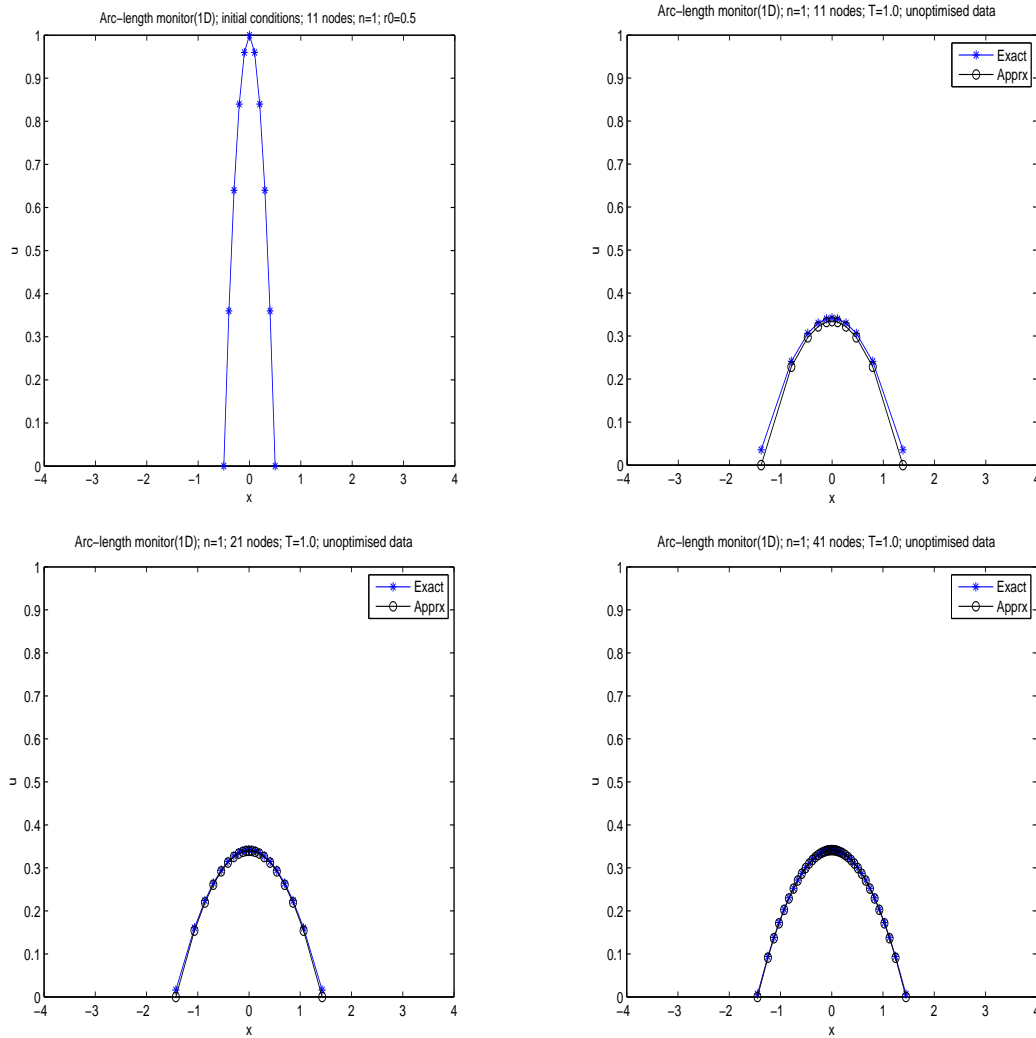 Arc−length monitor(1D); initial conditions; 11 nodes; n=1; r0=0.5
1
0.9
0.8
0.7
0.6
0.5
0.4
0.3
0.2
0.1
0
u
−4 −3 −2 −1 0 1 2 3 4
x
Arc−length monitor(1D); n=1; 11 nodes; T=1.0; unoptimised data
Exact
Apprx
1
0.9
0.8
0.7
0.6
0.5
0.4
0.3
0.2
0.1
0
u
−4 −3 −2 −1 0 1 2 3 4
x
Arc−length monitor(1D); n=1; 21 nodes; T=1.0; unoptimised data
Exact
Apprx
1
0.9
0.8
0.7
0.6
0.5
0.4
0.3
0.2
0.1
0
u
−4 −3 −2 −1 0 1 2 3 4
x
Arc−length monitor(1D); n=1; 41 nodes; T=1.0; unoptimised data
Exact
Apprx
1
0.9
0.8
0.7
0.6
0.5
0.4
0.3
0.2
0.1
0
u
−4 −3 −2 −1 0 1 2 3 4
x